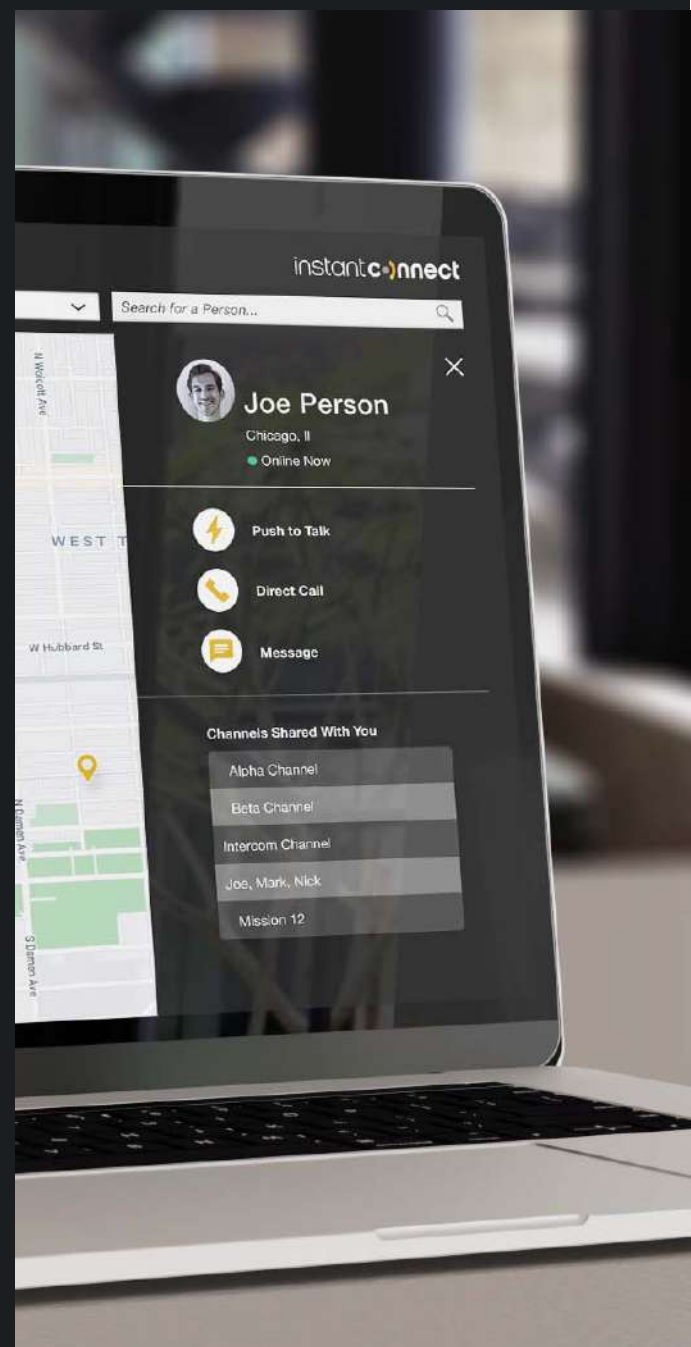 instantconnect
Search for a Person...
N Wolcott Ave
Joe Person
Chicago, Il
Online Now
WEST T
Push to Talk
Direct Call
W Hubbard St
Message
Channels Shared With You
Alpha Channel
Beta Channel
N Damen Ave
Intercom Channel
Joe, Mark, Nick
Mission 12
S Damen Ave